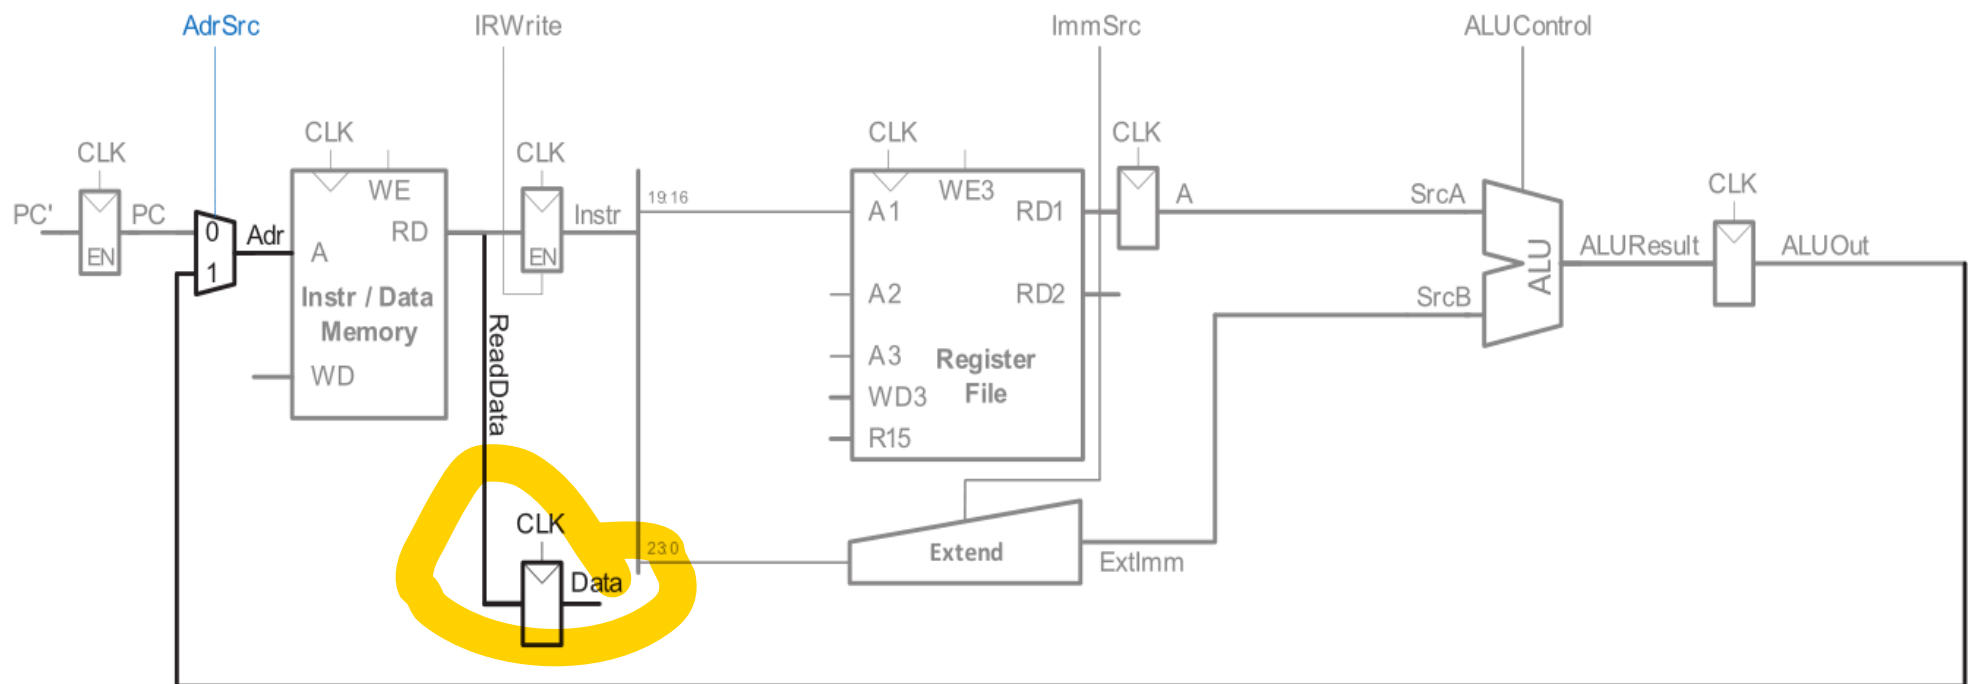 AdrSrc
IRWrite
ImmSrc
ALUControl
CLK
CLK
CLK
CLK
CLK
CLK
PC'
EN
PC
0
1
Adr
A
WE
RD
Instr / Data
Memory
WD
EN
Instr
19:16
A1
WE3
RD1
A2
RD2
A3
Register
File
WD3
R15
A
SrcA
SrcB
ALU
ALUResult
ALUOut
ReadData
CLK
Data
23:0
Extend
ExtImm